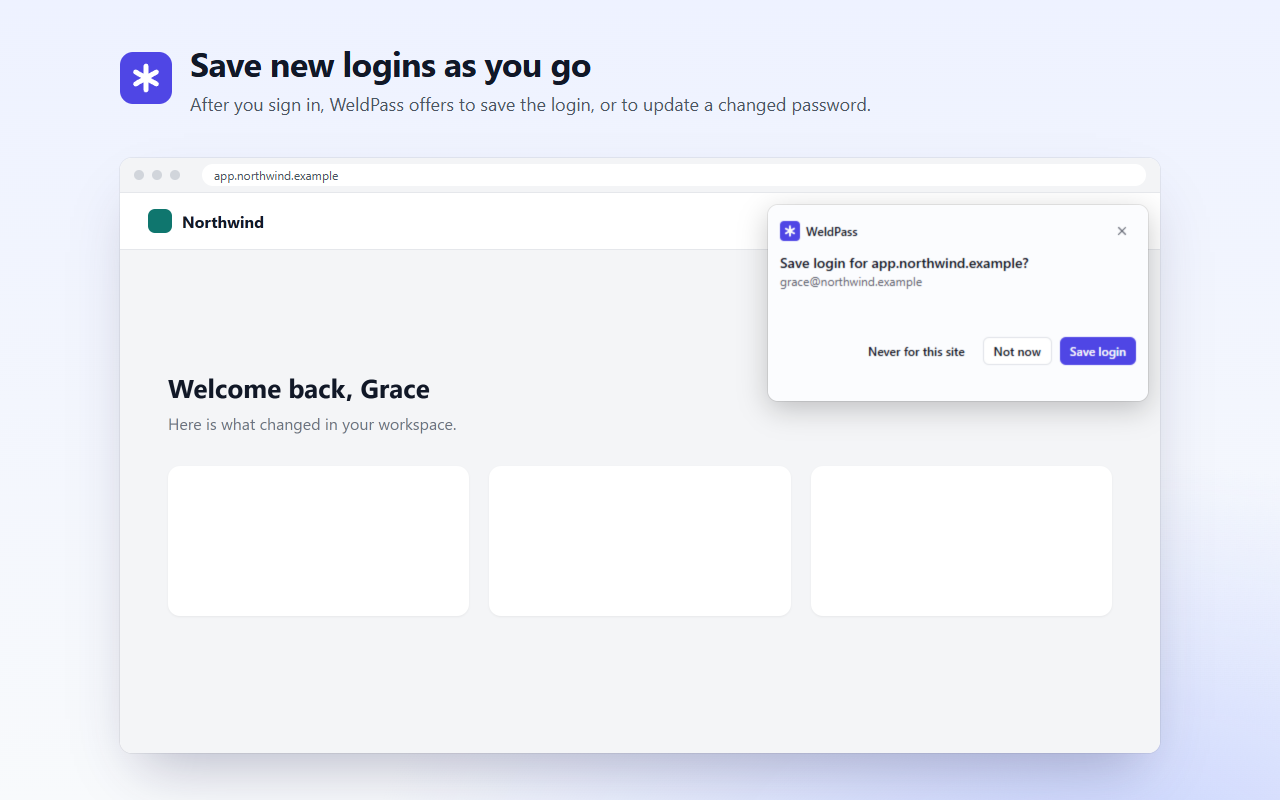 Save new logins as you go
After you sign in, WeldPass offers to save the login, or to update a changed password.
app.northwind.example
Northwind
WeldPass
Save login for app.northwind.example?
grace@northwind.example
Never for this site
Not now
Save login
Welcome back, Grace
Here is what changed in your workspace.